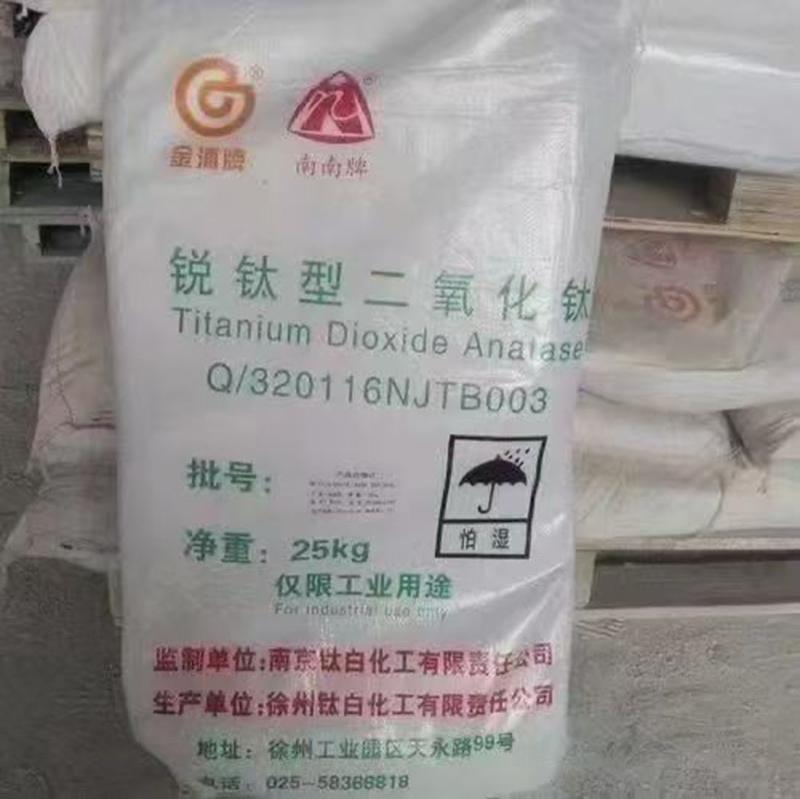 金浦牌
南南牌
锐钛型二氧化钛
Titanium Dioxide Anatase
Q/320116NJTB003
批号:
净重: 25kg
怕湿
仅限工业用途
For industrial use only
监制单位:南京钛白化工有限责任公司
生产单位:徐州钛白化工有限责任公司
地址: 徐州工业园区天永路99号
电话: 025-58366818